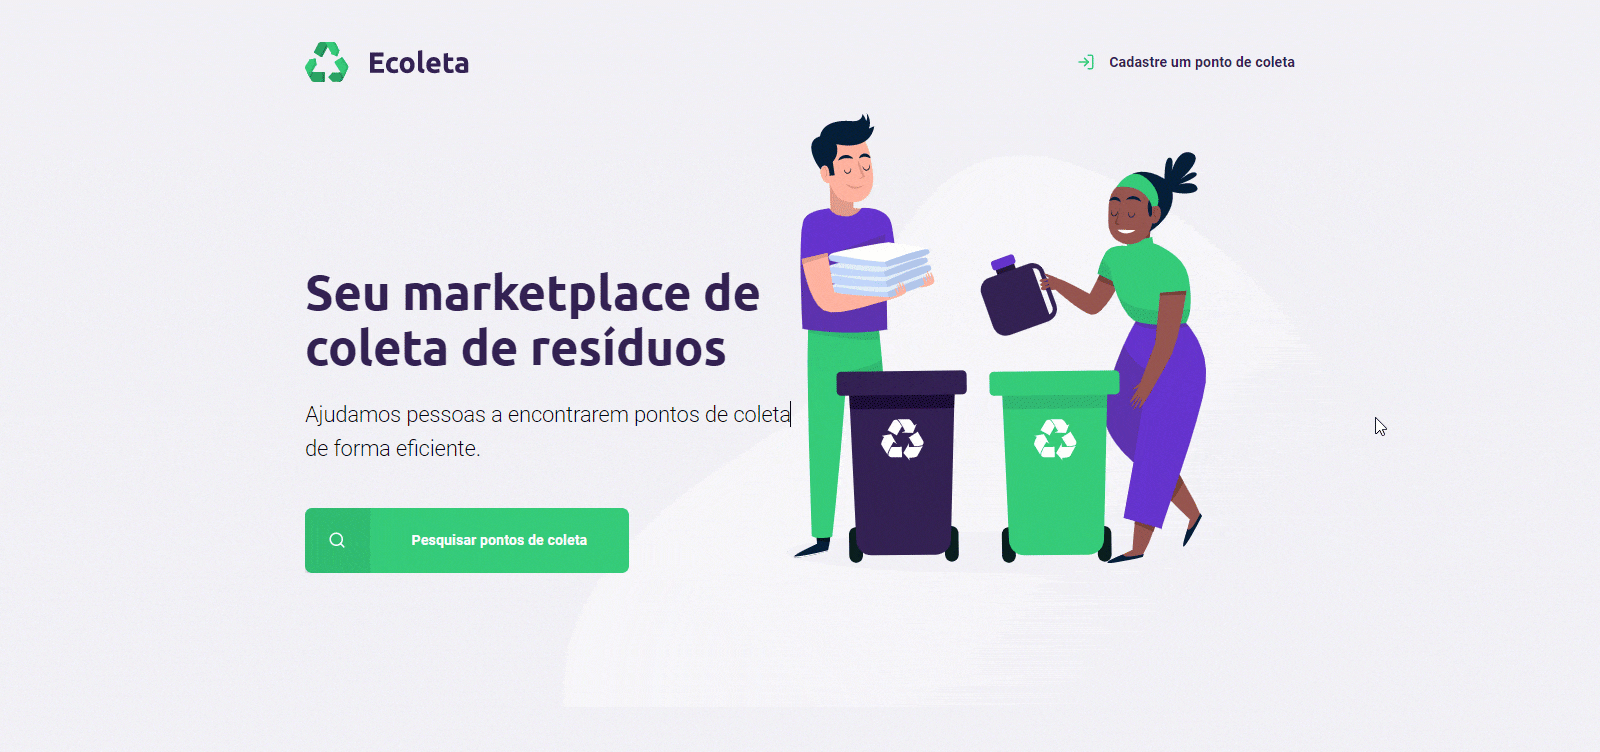 Ecoleta
Cadastre um ponto de coleta
Seu marketplace de
coleta de resíduos
Ajudamos pessoas a encontrarem pontos de coleta
de forma eficiente.
Pesquisar pontos de coleta